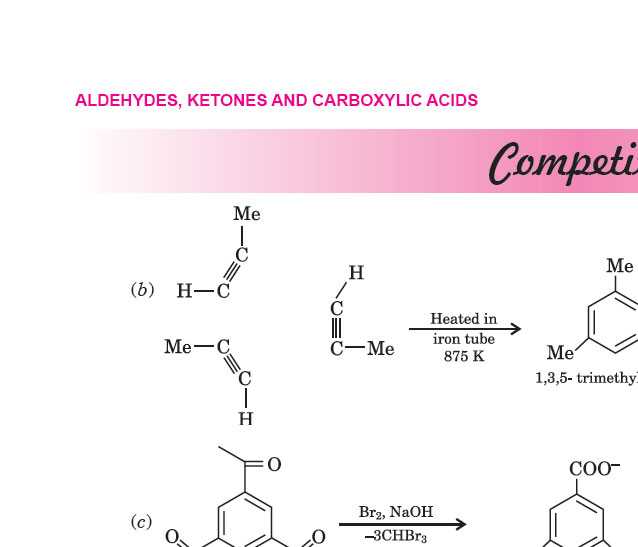 ALDEHYDES, KETONES AND CARBOXYLIC ACIDS
Competi
Me
C
(b) H—C
H
C
C—Me
Me—C
C
H
Heated in
iron tube
875 K
Me
Me
1,3,5- trimethyl
(c)
O
O
O
Br₂, NaOH
–3CHBr₃
COO⁻